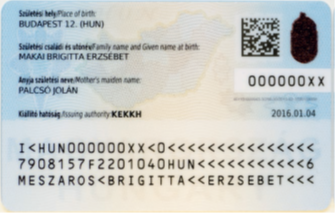 Születési hely/Place of birth:
BUDAPEST 12. (HUN)
Születési családi és utónév/Family name and Given name at birth:
MAKAI BRIGITTA ERZSÉBET
Anyja születési neve/Mother's maiden name:
PALCSÓ JOLÁN
000000XX
Kiállító hatóság/Issuing authority: KEKKH
2016.01.04
I<HUN000000XX<0<<<<<<<<<<<<<<<
7908157F2201040HUN<<<<<<<<<<<6
MESZAROS<BRIGITTA<<ERZSEBET<<<